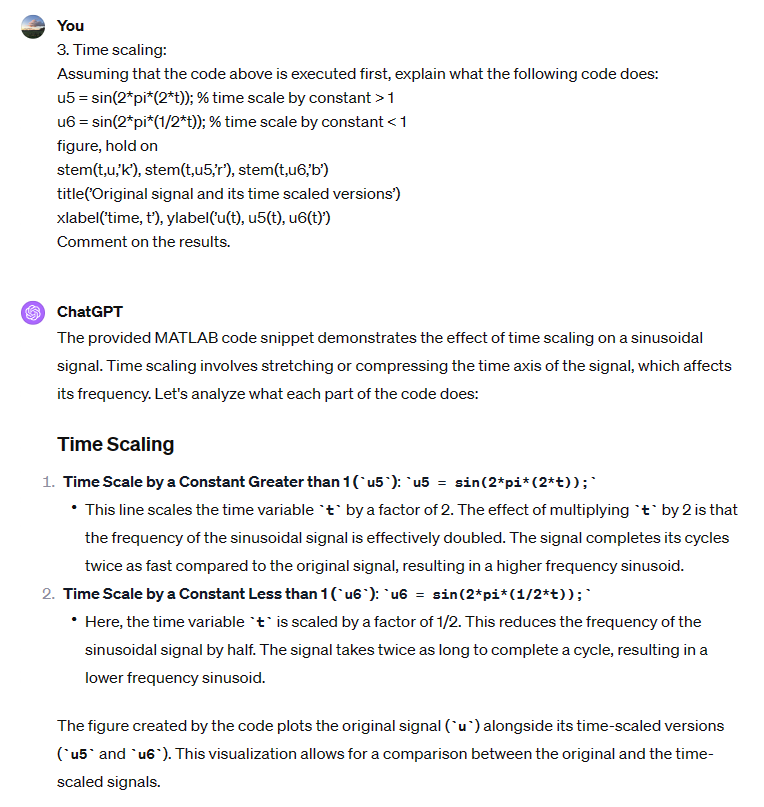 You
3. Time scaling:
Assuming that the code above is executed first, explain what the following code does:
u5 = sin(2*pi*(2*t)); % time scale by constant > 1
u6 = sin(2*pi*(1/2*t)); % time scale by constant < 1
figure, hold on
stem(t,u,’k’), stem(t,u5,’r’), stem(t,u6,’b’)
title(’Original signal and its time scaled versions’)
xlabel(’time, t’), ylabel(’u(t), u5(t), u6(t)’)
Comment on the results.
ChatGPT
The provided MATLAB code snippet demonstrates the effect of time scaling on a sinusoidal
signal. Time scaling involves stretching or compressing the time axis of the signal, which affects
its frequency. Let's analyze what each part of the code does:
Time Scaling
1. Time Scale by a Constant Greater than 1 (`u5`): `u5 = sin(2*pi*(2*t));`
• This line scales the time variable `t` by a factor of 2. The effect of multiplying `t` by 2 is that
the frequency of the sinusoidal signal is effectively doubled. The signal completes its cycles
twice as fast compared to the original signal, resulting in a higher frequency sinusoid.
2. Time Scale by a Constant Less than 1 (`u6`): `u6 = sin(2*pi*(1/2*t));`
• Here, the time variable `t` is scaled by a factor of 1/2. This reduces the frequency of the
sinusoidal signal by half. The signal takes twice as long to complete a cycle, resulting in a
lower frequency sinusoid.
The figure created by the code plots the original signal (`u`) alongside its time-scaled versions
(`u5` and `u6`). This visualization allows for a comparison between the original and the time-
scaled signals.